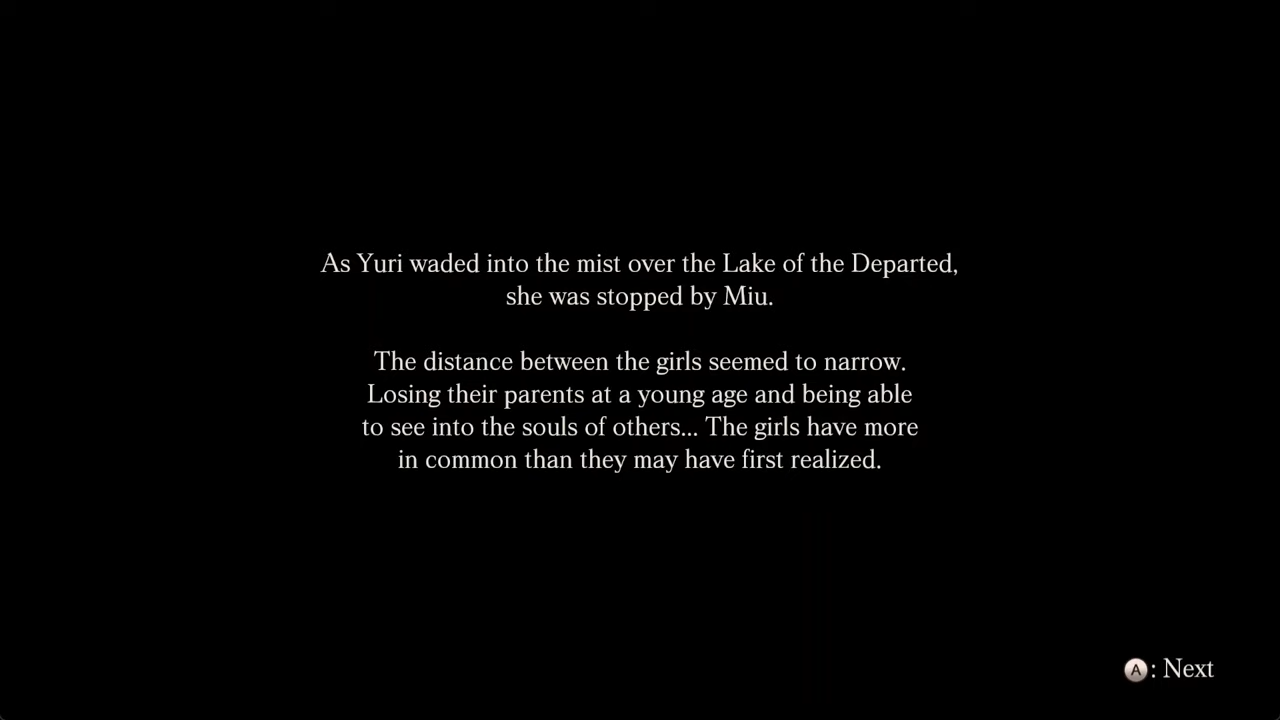 As Yuri waded into the mist over the Lake of the Departed,
she was stopped by Miu.
The distance between the girls seemed to narrow.
Losing their parents at a young age and being able
to see into the souls of others... The girls have more
in common than they may have first realized.
A: Next